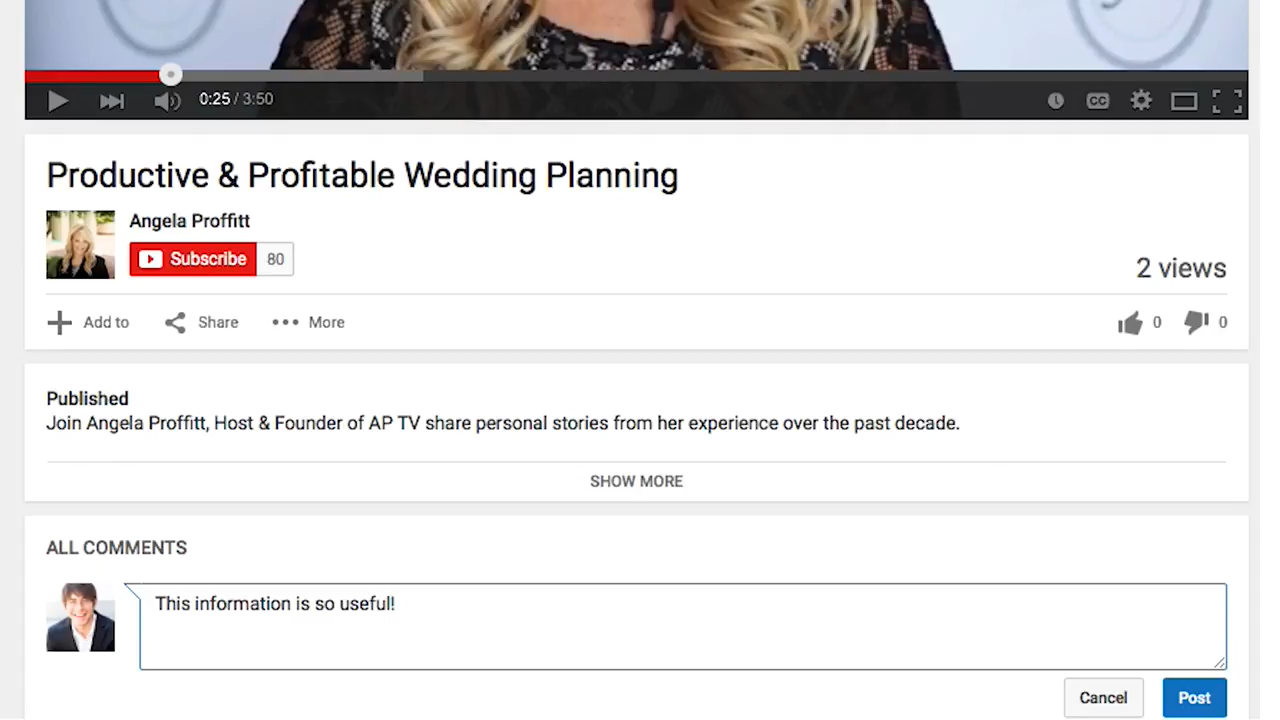 0:25 / 3:50
CC
Productive & Profitable Wedding Planning
Angela Proffitt
Subscribe 80
2 views
Add to Share More 0 0
Published
Join Angela Proffitt, Host & Founder of AP TV share personal stories from her experience over the past decade.
SHOW MORE
ALL COMMENTS
This information is so useful!
Cancel Post